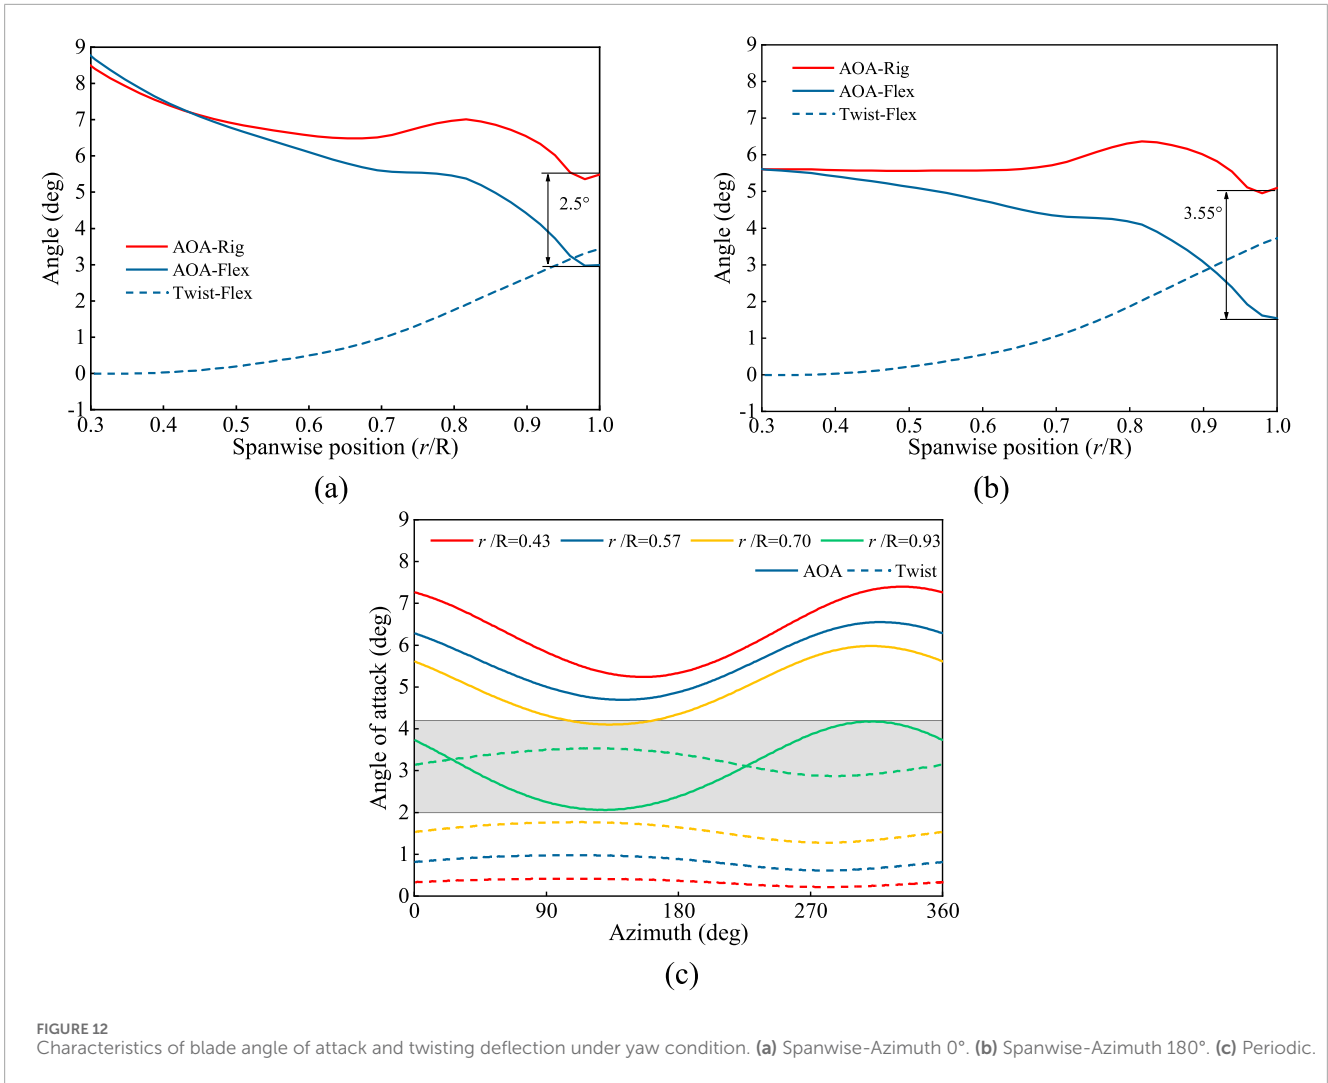 9
8
7
6
5
4
3
2
1
0
-1
Angle (deg)
AOA-Rig
AOA-Flex
Twist-Flex
2.5°
0.3 0.4 0.5 0.6 0.7 0.8 0.9 1.0
Spanwise position (r/R)
(a)
9
8
7
6
5
4
3
2
1
0
-1
Angle (deg)
AOA-Rig
AOA-Flex
Twist-Flex
3.55°
0.3 0.4 0.5 0.6 0.7 0.8 0.9 1.0
Spanwise position (r/R)
(b)
9
8
7
6
5
4
3
2
1
0
Angle of attack (deg)
r /R=0.43 r /R=0.57 r /R=0.70 r /R=0.93
AOA Twist
0 90 180 270 360
Azimuth (deg)
(c)
FIGURE 12
Characteristics of blade angle of attack and twisting deflection under yaw condition. (a) Spanwise-Azimuth 0°. (b) Spanwise-Azimuth 180°. (c) Periodic.